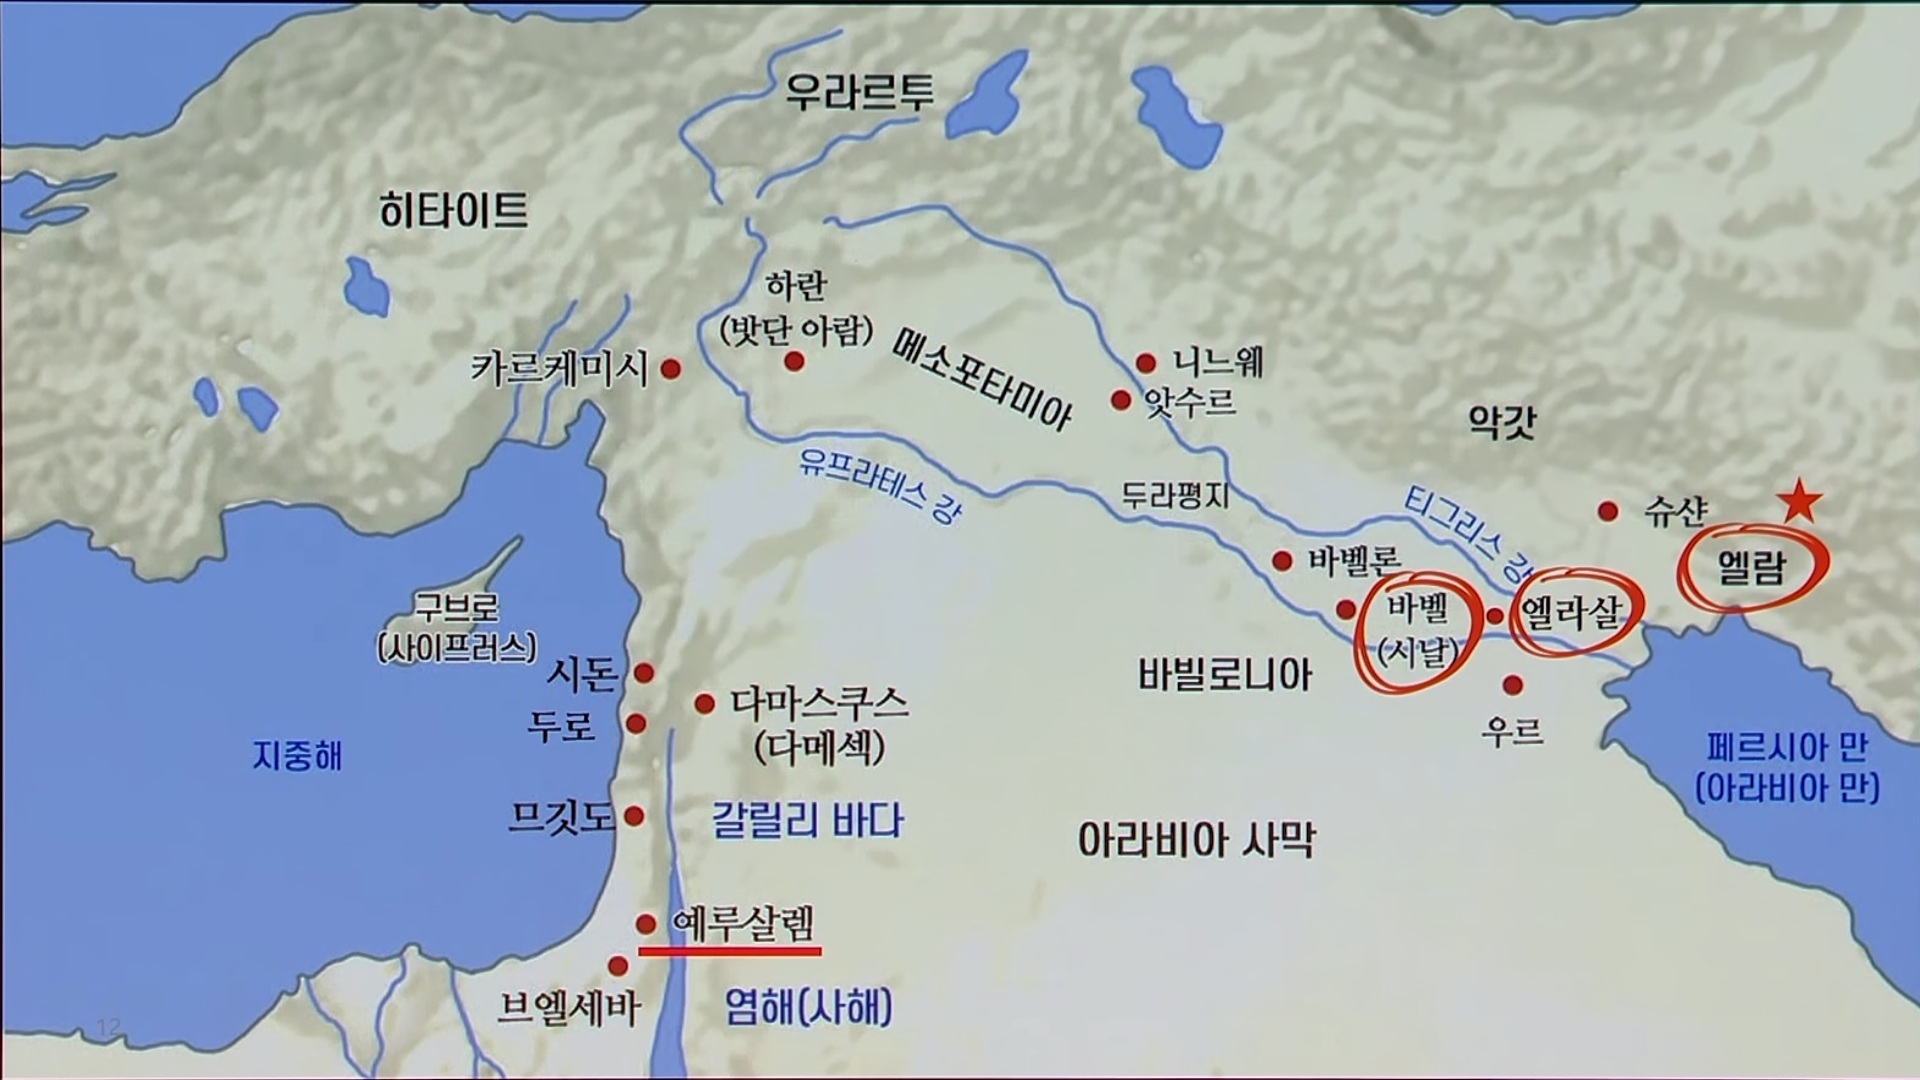 우라르투
히타이트
하란
(밧단 아람)
메소포타미아
카르케미시
니느웨
앗수르
악갓
유프라테스 강
두라평지
티그리스 강
슈샨
엘람
바벨론
바벨
(시날)
엘라살
구브로
(사이프러스)
시돈
두로
다마스쿠스
(다메섹)
바빌로니아
우르
지중해
페르시아 만
(아라비아 만)
므깃도
갈릴리 바다
아라비아 사막
예루살렘
브엘세바
염해(사해)
12